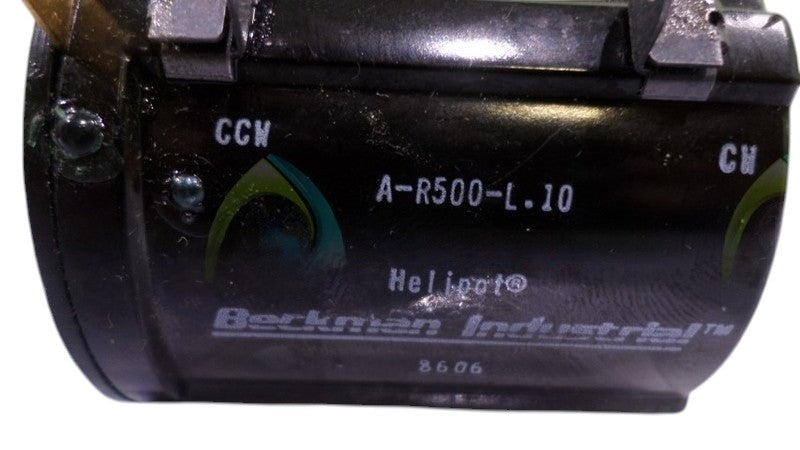 CCW
CW
A-R500-L.10
Helipot®
Beckman Industrial™
8606